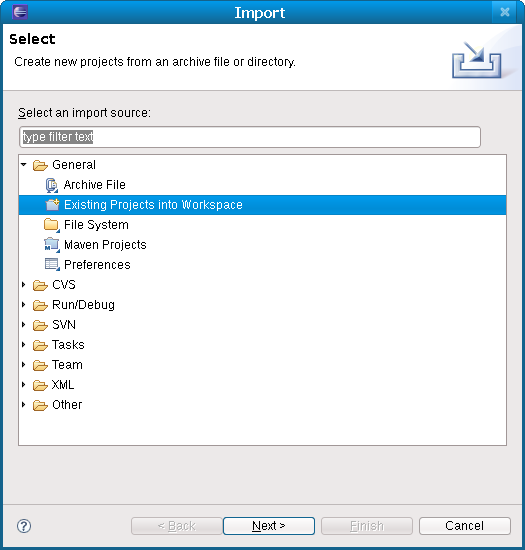 Import
Select
Create new projects from an archive file or directory.
Select an import source:
type filter text
General
Archive File
Existing Projects into Workspace
File System
Maven Projects
Preferences
CVS
Run/Debug
SVN
Tasks
Team
XML
Other
? < Back Next > Finish Cancel